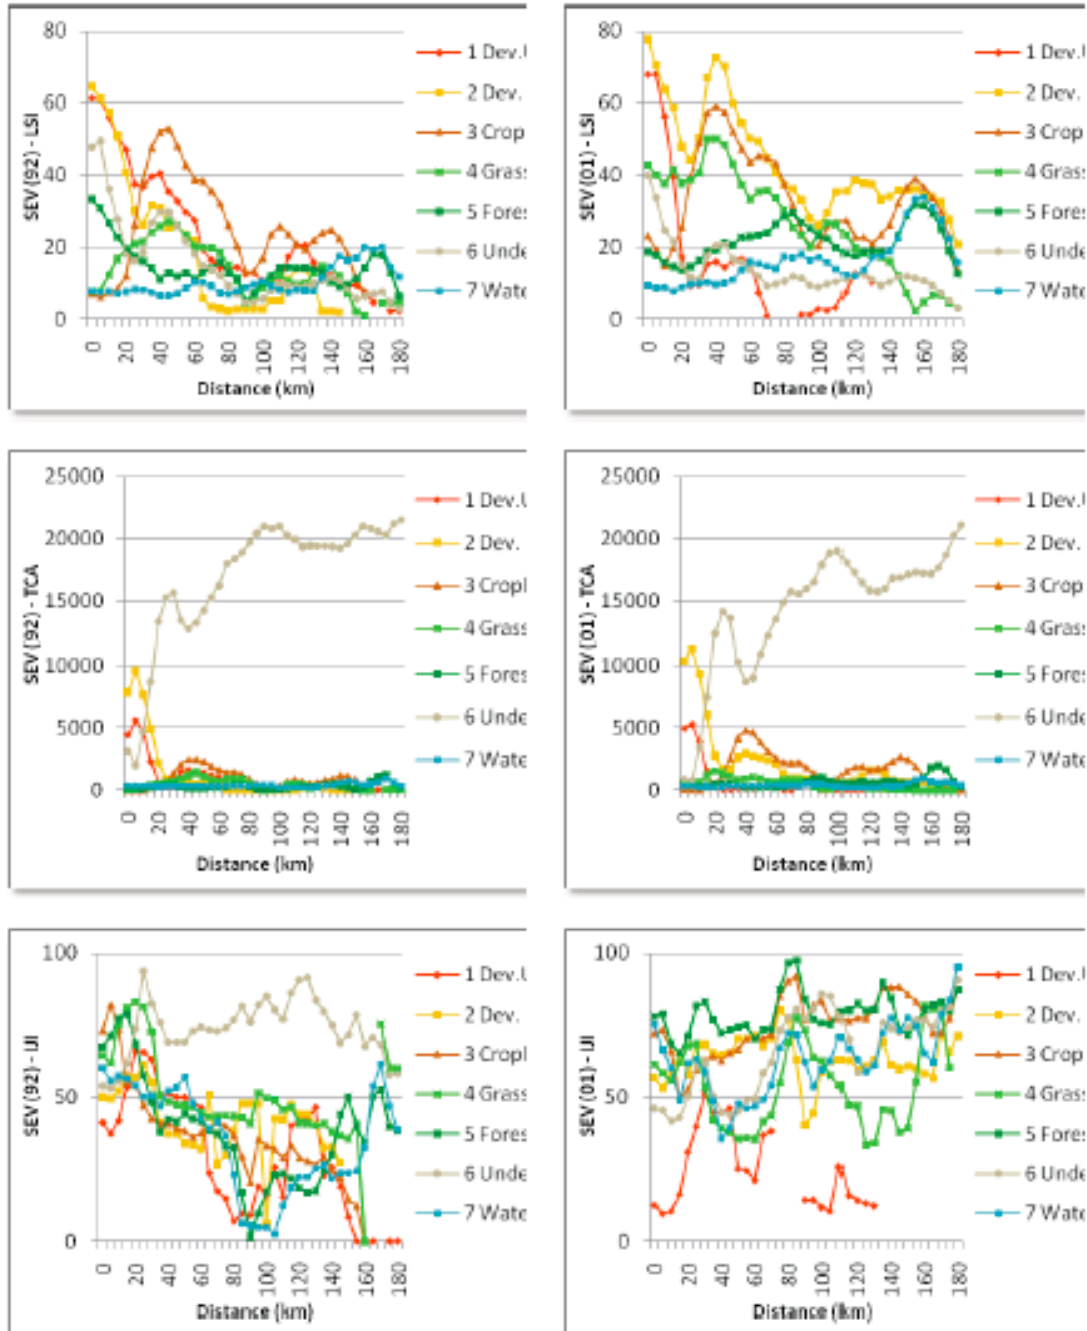 SEV (92) - LSI
80
60
40
20
0
0 20 40 60 80 100 120 140 160 180
Distance (km)
1 Dev.U
2 Dev.
3 Crop
4 Gras
5 Fores
6 Unde
7 Wate
SEV (01) - LSI
80
60
40
20
0
0 20 40 60 80 100 120 140 160 180
Distance (km)
1 Dev.U
2 Dev.
3 Crop
4 Gras
5 Fores
6 Unde
7 Wate
SEV (92) - TCA
25000
20000
15000
10000
5000
0
0 20 40 60 80 100 120 140 160 180
Distance (km)
1 Dev.U
2 Dev.
3 Cropl
4 Grass
5 Fores
6 Unde
7 Wate
SEV (01) - TCA
25000
20000
15000
10000
5000
0
0 20 40 60 80 100 120 140 160 180
Distance (km)
1 Dev.U
2 Dev.
3 Cropl
4 Grass
5 Fores
6 Unde
7 Wate
SEV (92) - IJI
100
50
0
0 20 40 60 80 100 120 140 160 180
Distance (km)
1 Dev.U
2 Dev.
3 Cropl
4 Grass
5 Fores
6 Unde
7 Wate
SEV (01) - IJI
100
50
0
0 20 40 60 80 100 120 140 160 180
Distance (km)
1 Dev.U
2 Dev.
3 Cropl
4 Grass
5 Fores
6 Unde
7 Wate